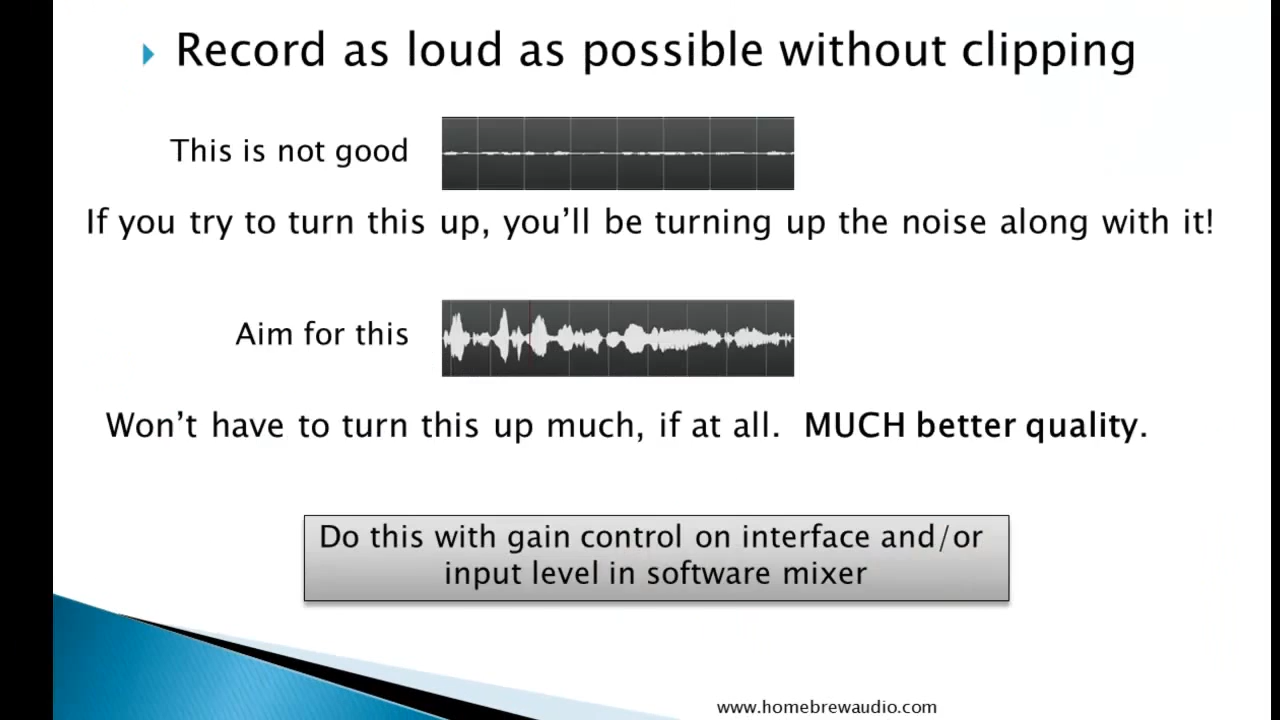 Record as loud as possible without clipping
This is not good
If you try to turn this up, you’ll be turning up the noise along with it!
Aim for this
Won’t have to turn this up much, if at all.  MUCH better quality.
Do this with gain control on interface and/or
input level in software mixer
www.homebrewaudio.com